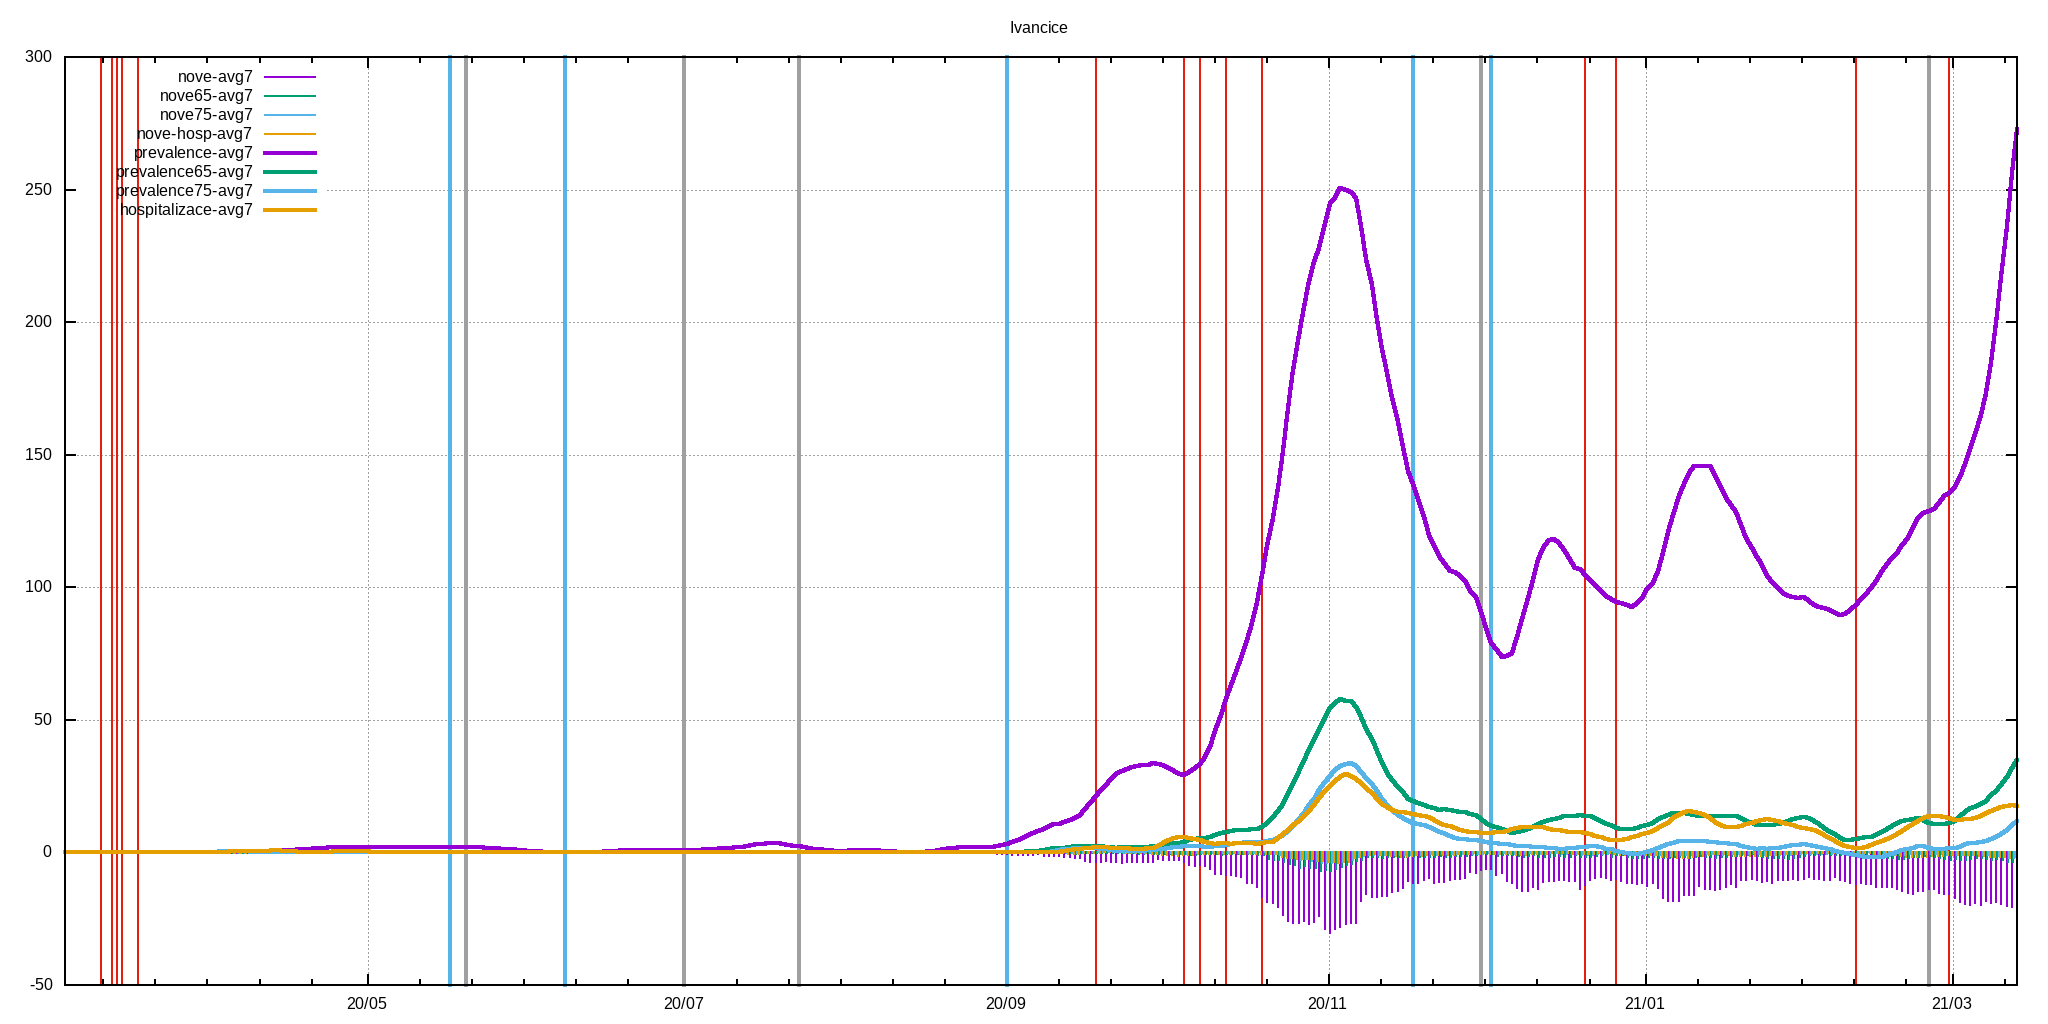 Ivancice
300
nove-avg7
nove65-avg7
nove75-avg7
nove-hosp-avg7
prevalence-avg7
prevalence65-avg7
prevalence75-avg7
hospitalizace-avg7
250
200
150
100
50
0
-50
20/05 20/07 20/09 20/11 21/01 21/03